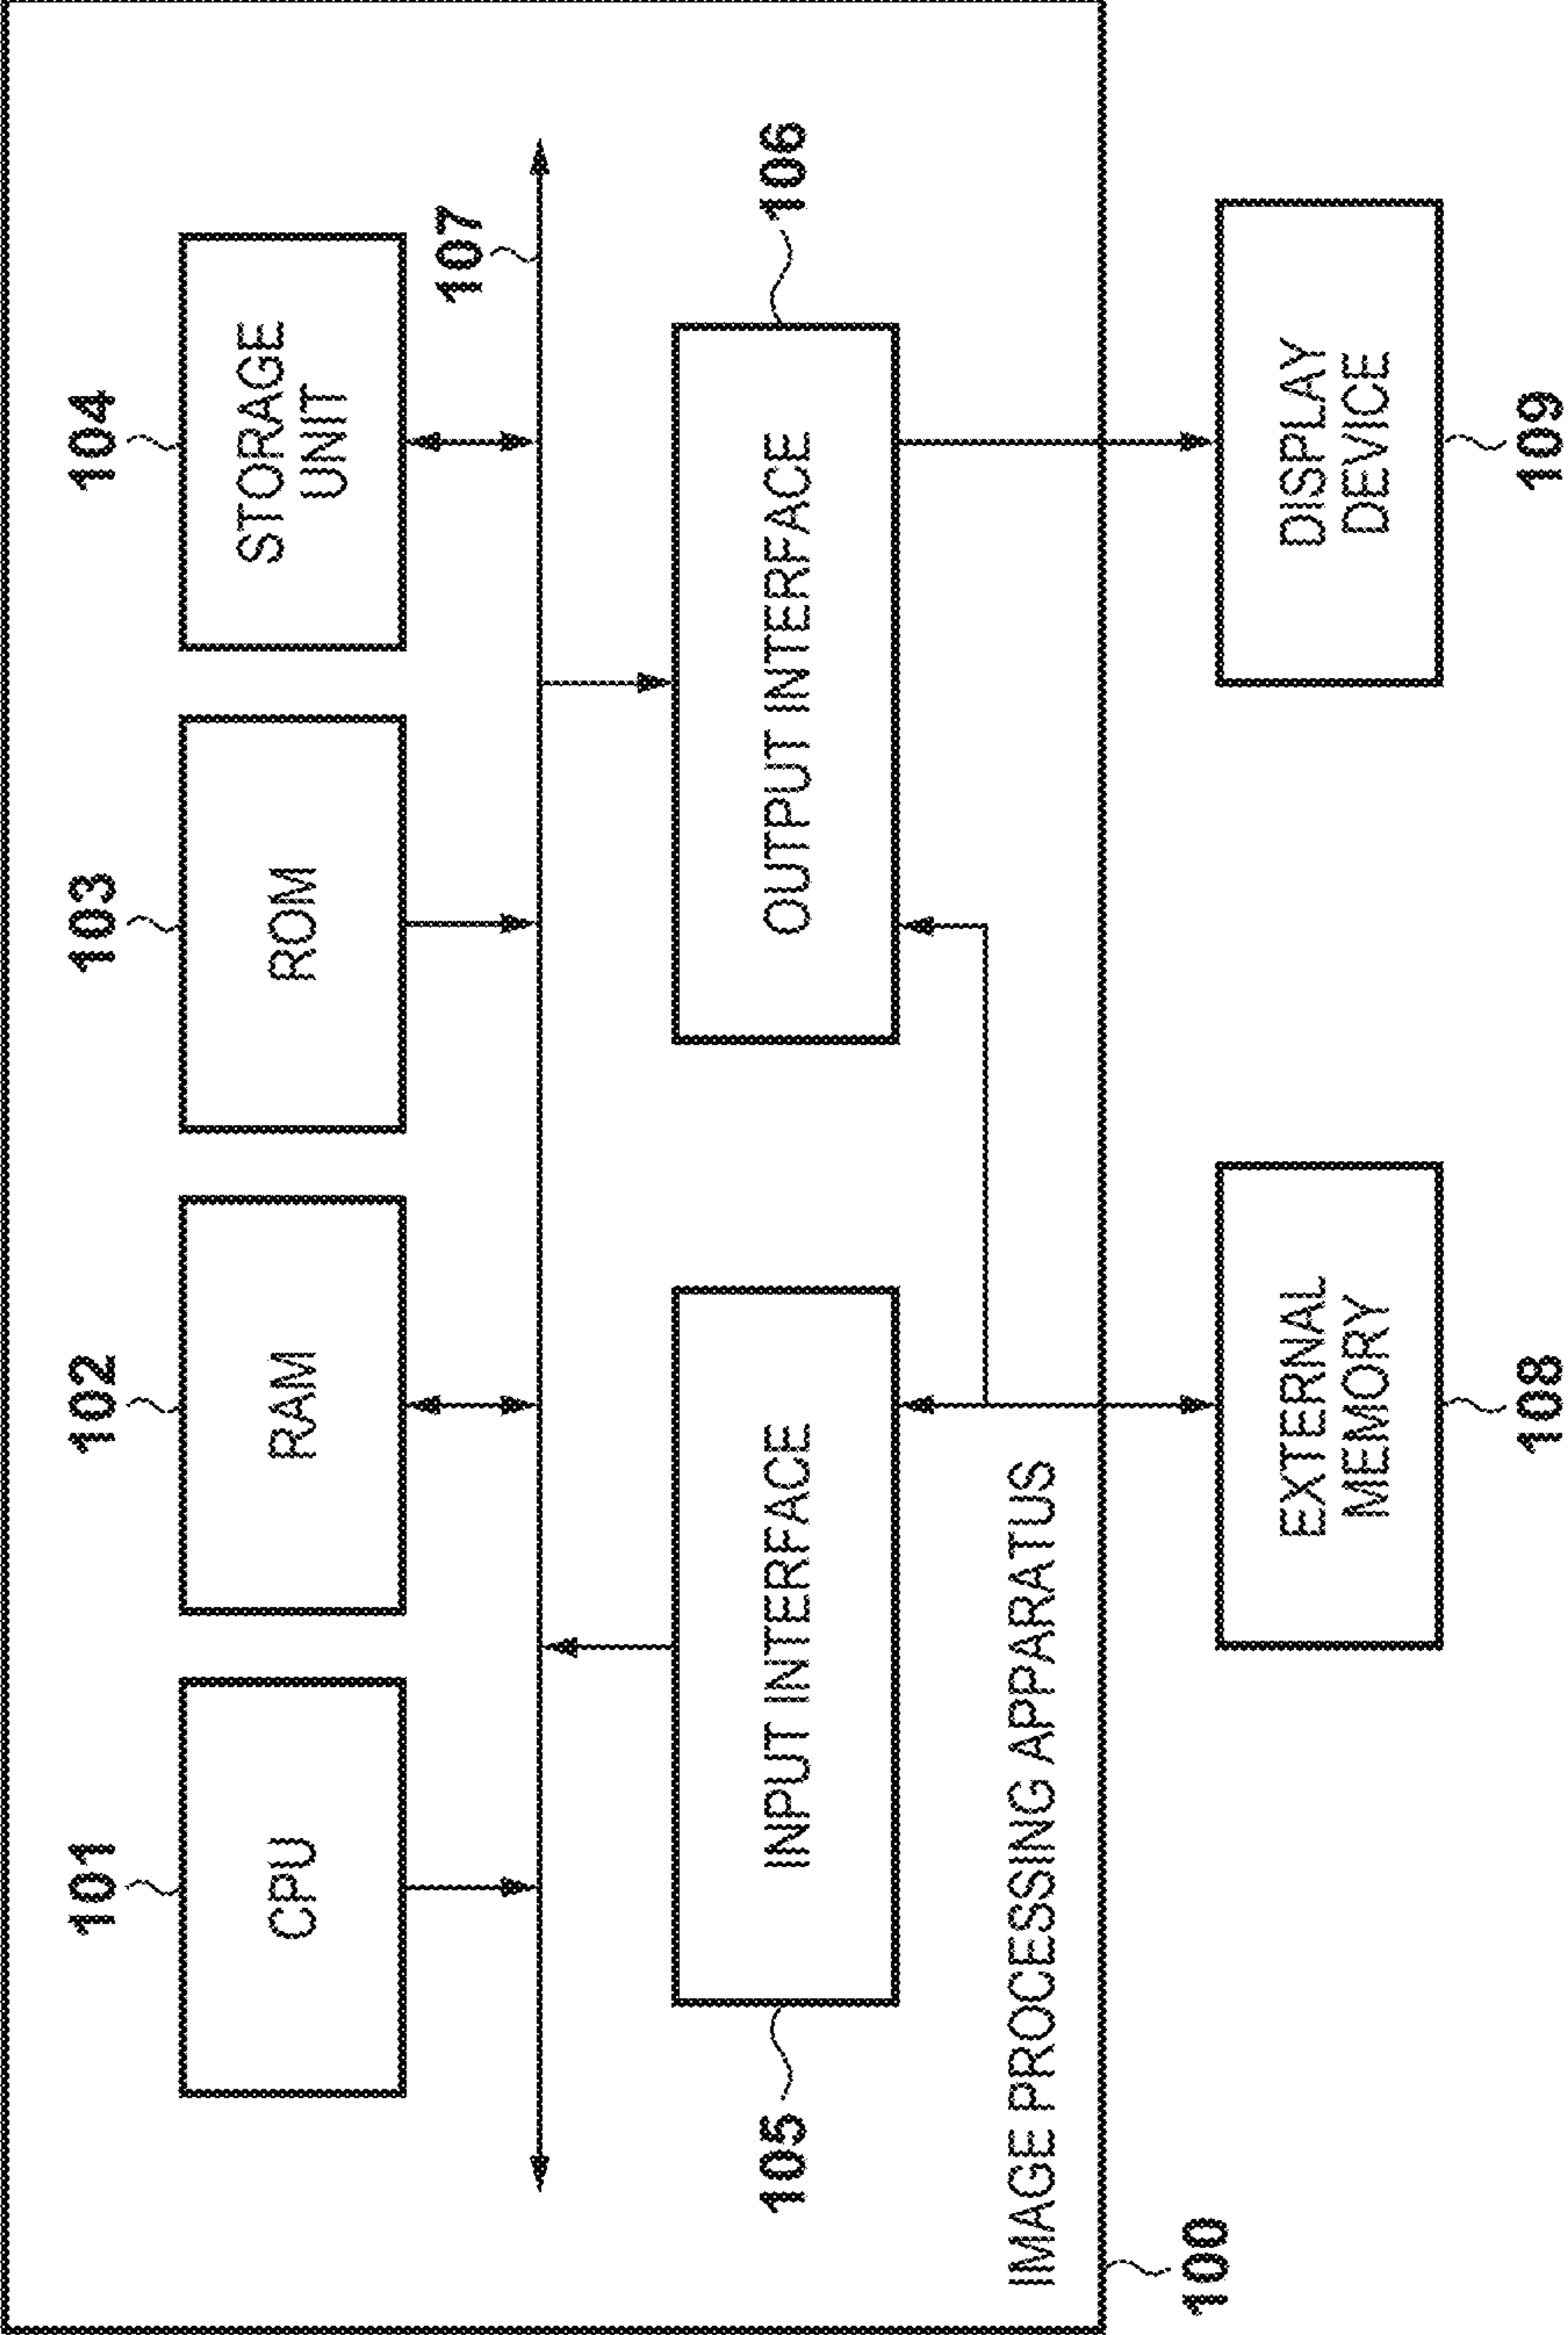 101
102
103
104
CPU
RAM
ROM
STORAGE
UNIT
107
105
INPUT INTERFACE
OUTPUT INTERFACE
106
IMAGE PROCESSING APPARATUS
100
EXTERNAL
MEMORY
DISPLAY
DEVICE
108
109